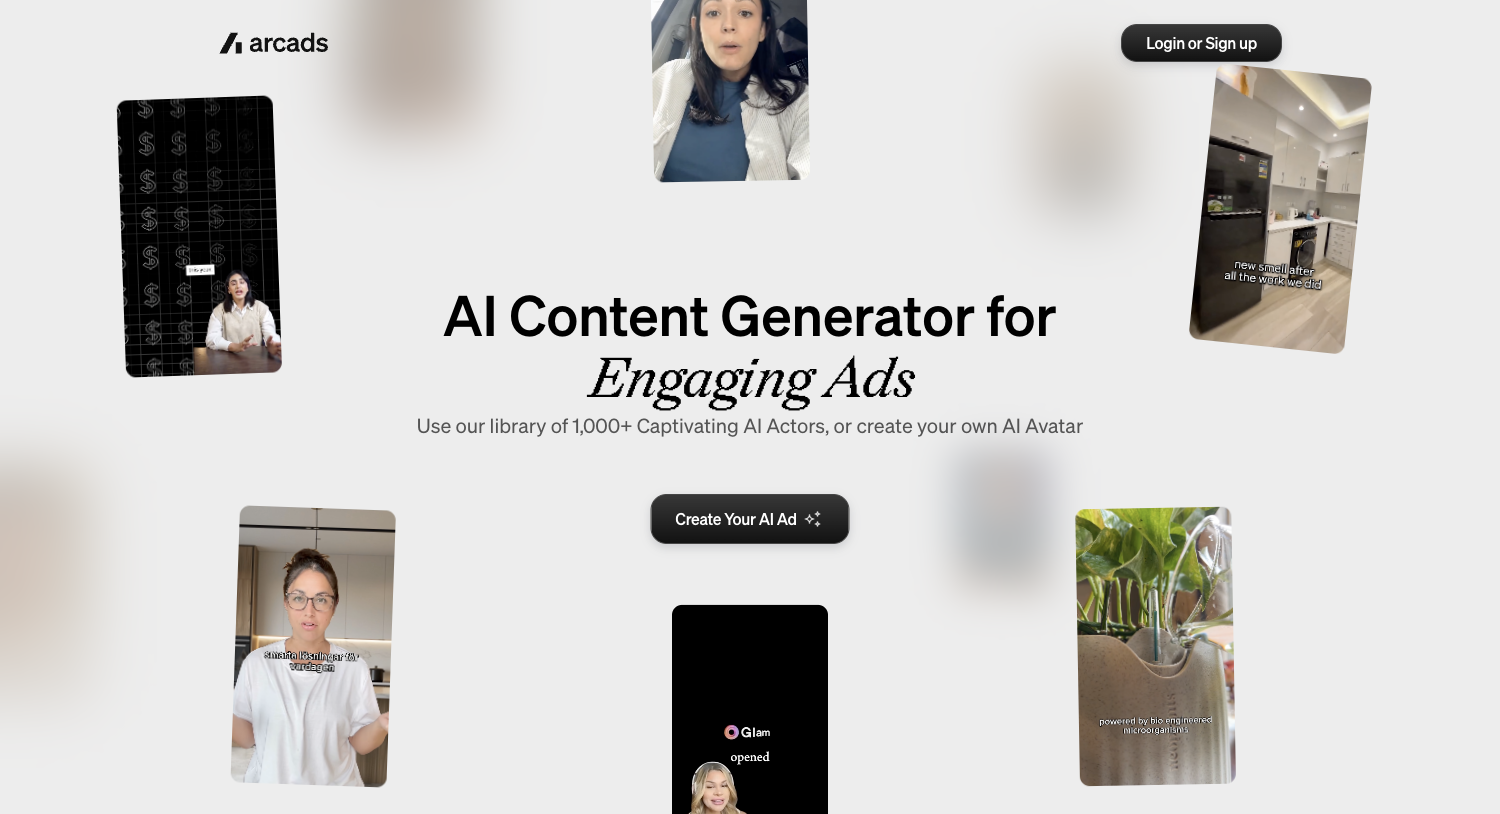 arcads
Login or Sign up
new smell after
all the work we did
AI Content Generator for
Engaging Ads
Use our library of 1,000+ Captivating AI Actors, or create your own AI Avatar
Create Your AI Ad
smarta lösningar för
vardagen
Glam
opened
powered by bio engineered
microorganisms